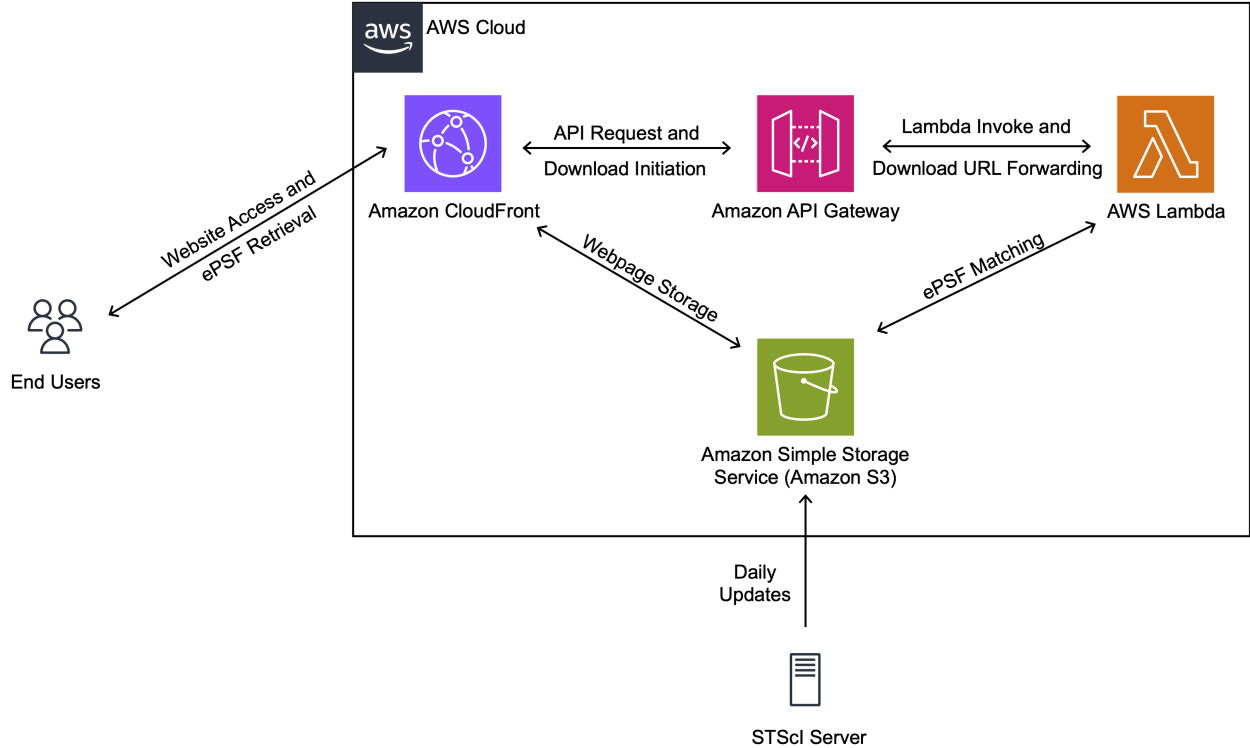 aws
AWS Cloud
API Request and
Download Initiation
Lambda Invoke and
Download URL Forwarding
Amazon CloudFront
Amazon API Gateway
AWS Lambda
Website Access and
ePSF Retrieval
Webpage Storage
ePSF Matching
End Users
Amazon Simple Storage
Service (Amazon S3)
Daily
Updates
STScI Server